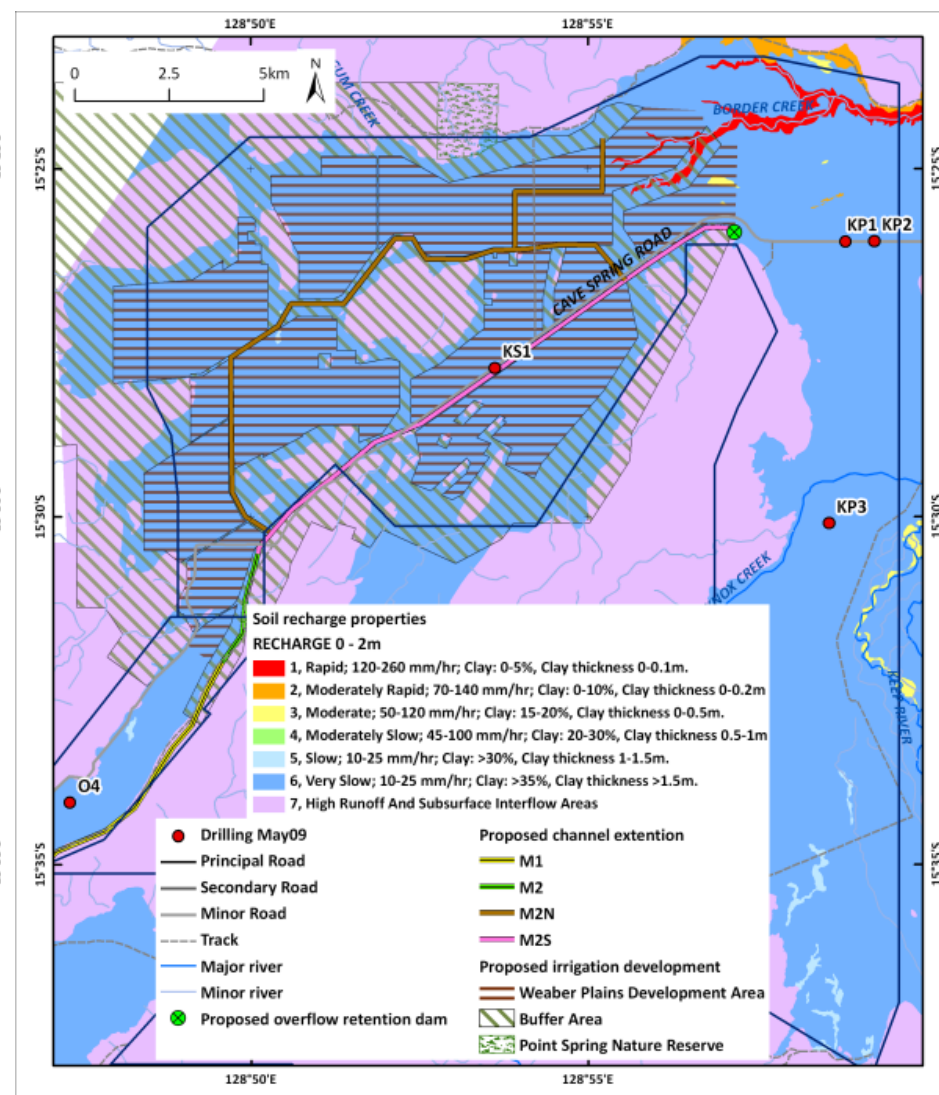 128°50'E 128°55'E
0 2.5 5km
N
GUM CREEK
BORDER CREEK
15°25'S
15°25'S
KP1 KP2
CAVE SPRING ROAD
KS1
15°30'S
KP3
NOX CREEK
KEEP RIVER
Soil recharge properties
RECHARGE 0 - 2m
1, Rapid; 120-260 mm/hr; Clay: 0-5%, Clay thickness 0-0.1m.
2, Moderately Rapid; 70-140 mm/hr; Clay: 0-10%, Clay thickness 0-0.2m
3, Moderate; 50-120 mm/hr; Clay: 15-20%, Clay thickness 0-0.5m.
4, Moderately Slow; 45-100 mm/hr; Clay: 20-30%, Clay thickness 0.5-1m
5, Slow; 10-25 mm/hr; Clay: >30%, Clay thickness 1-1.5m.
6, Very Slow; 10-25 mm/hr; Clay: >35%, Clay thickness >1.5m.
7, High Runoff And Subsurface Interflow Areas
O4
Drilling May09
Principal Road
Secondary Road
Minor Road
Track
Major river
Minor river
Proposed overflow retention dam
Proposed channel extention
M1
M2
M2N
M2S
Proposed irrigation development
Weaber Plains Development Area
Buffer Area
Point Spring Nature Reserve
15°35'S
128°50'E 128°55'E